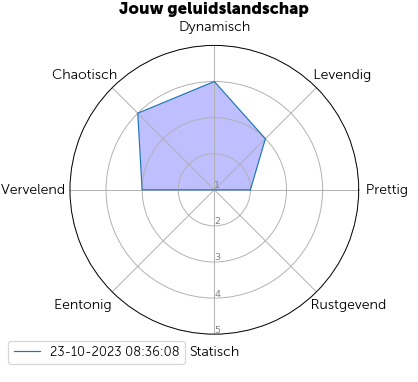 Jouw geluidslandschap
Dynamisch
Chaotisch
Levendig
Vervelend
Prettig
1
2
3
4
5
Eentonig
Rustgevend
Statisch
23-10-2023 08:36:08